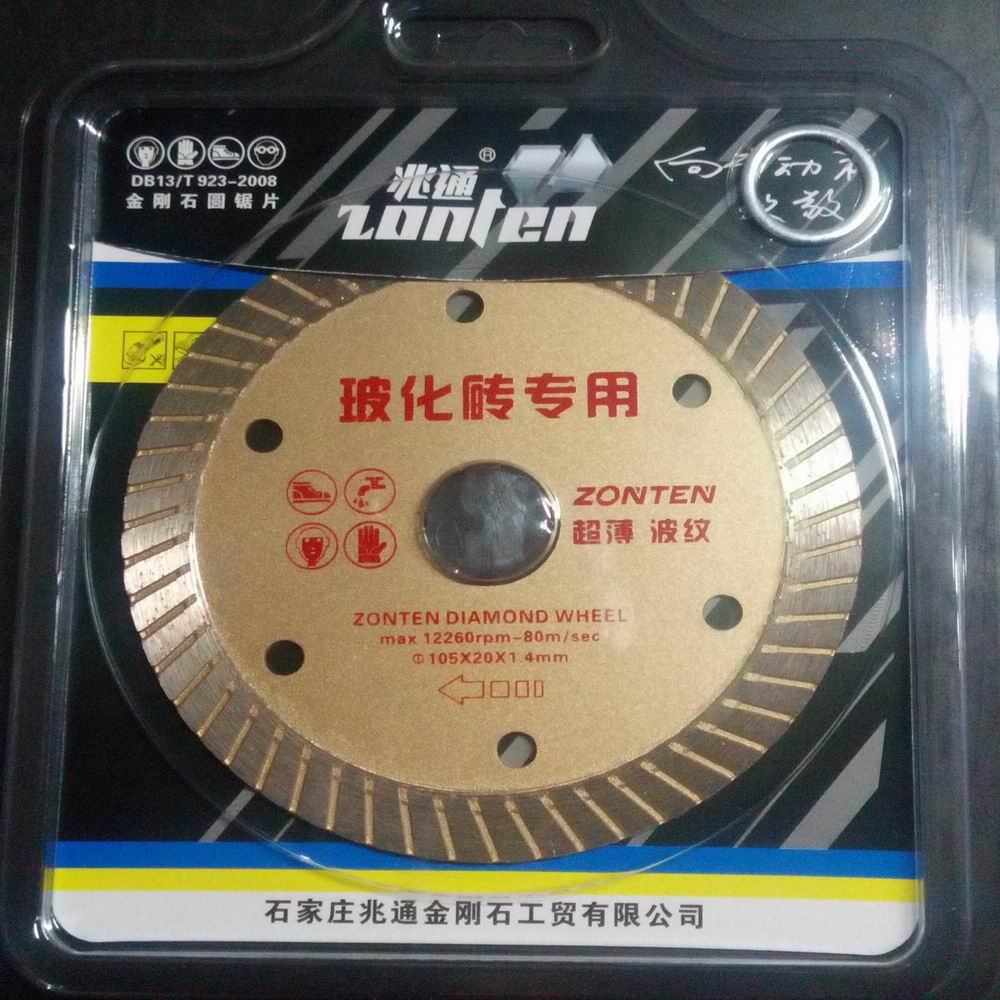 DB13/T 923-2008
金刚石圆锯片
兆通®
zonten
玻化砖专用
ZONTEN
超薄 波纹
ZONTEN DIAMOND WHEEL
max 12260rpm-80m/sec
Φ105X20X1.4mm
石家庄兆通金刚石工贸有限公司